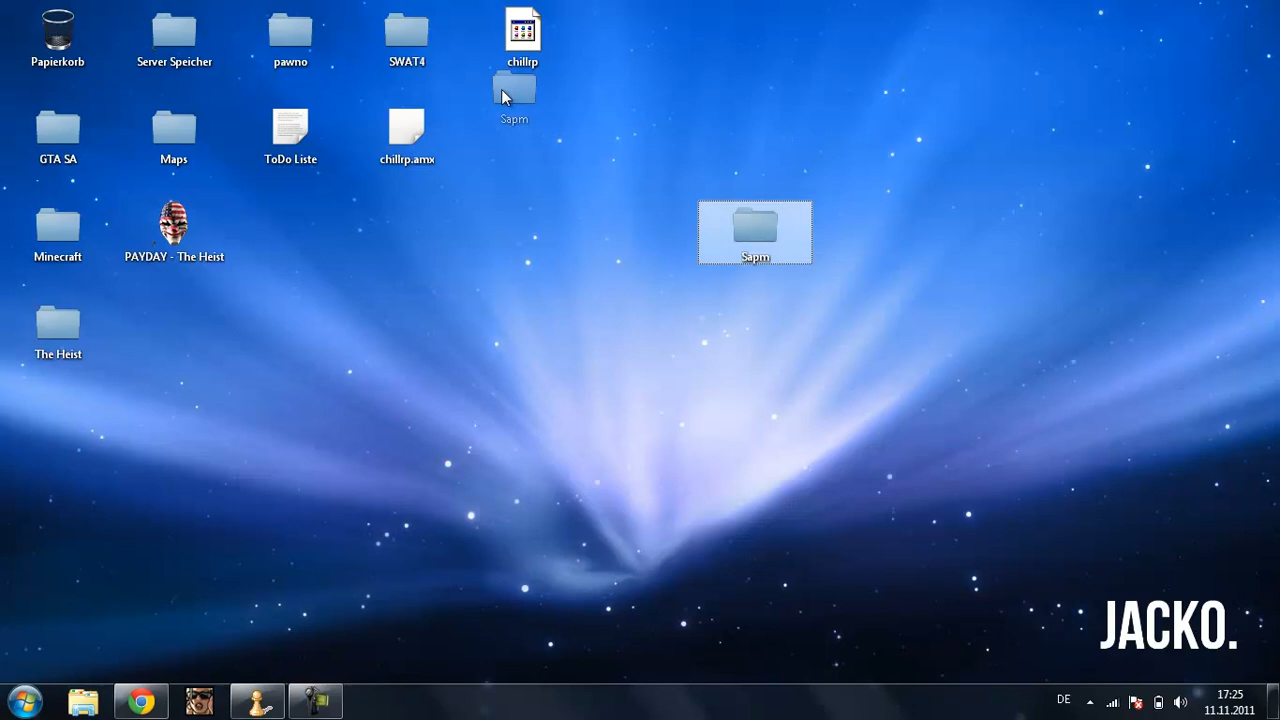 Papierkorb
Server Speicher
pawno
SWAT4
chillrp
Sapm
GTA SA
Maps
ToDo Liste
chillrp.amx
Minecraft
PAYDAY - The Heist
Sapm
The Heist
JACKO.
DE
17:25
11.11.2011